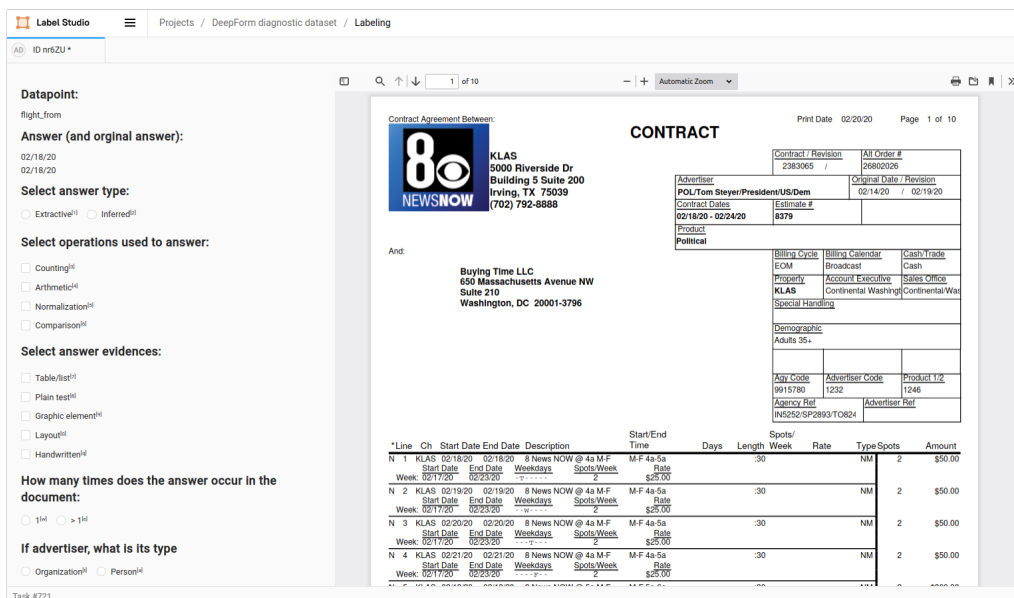 Label Studio
Projects / DeepForm diagnostic dataset / Labeling
AD ID nr6ZU *
Datapoint:
flight_from
Answer (and orginal answer):
02/18/20
02/18/20
Select answer type:
Extractive[1] Inferred[2]
Select operations used to answer:
Counting[3]
Arthmetic[4]
Normalization[5]
Comparison[6]
Select answer evidences:
Table/list[7]
Plain test[8]
Graphic element[9]
Layout[0]
Handwritten[q]
How many times does the answer occur in the
document:
1[w] > 1[e]
If advertiser, what is its type
Organization[t] Person[a]
Task #721
1 of 10
Automatic Zoom
Contract Agreement Between:
CONTRACT
Print Date 02/20/20 Page 1 of 10
8
NEWSNOW
KLAS
5000 Riverside Dr
Building 5 Suite 200
Irving, TX 75039
(702) 792-8888
Contract / Revision Alt Order #
2383065 / 26802026
Advertiser Original Date / Revision
POL/Tom Steyer/President/US/Dem 02/14/20 / 02/19/20
Contract Dates Estimate #
02/18/20 - 02/24/20 8379
Product
Political
And:
Buying Time LLC
650 Massachusetts Avenue NW
Suite 210
Washington, DC 20001-3796
Billing Cycle Billing Calendar Cash/Trade
EOM Broadcast Cash
Property Account Executive Sales Office
KLAS Continental Washingt Continental/Was
Special Handling
Demographic
Adults 35+
Agy Code Advertiser Code Product 1/2
9915780 1232 1246
Agency Ref Advertiser Ref
IN5252/SP2893/TO824
Start/End Spots/
*Line Ch Start Date End Date Description Time Days Length Week Rate Type Spots Amount
N 1 KLAS 02/18/20 02/18/20 8 News NOW @ 4a M-F M-F 4a-5a :30 NM 2 $50.00
Start Date End Date Weekdays Spots/Week Rate
Week: 02/17/20 02/23/20 -T----- 2 $25.00
N 2 KLAS 02/19/20 02/19/20 8 News NOW @ 4a M-F M-F 4a-5a :30 NM 2 $50.00
Start Date End Date Weekdays Spots/Week Rate
Week: 02/17/20 02/23/20 --W---- 2 $25.00
N 3 KLAS 02/20/20 02/20/20 8 News NOW @ 4a M-F M-F 4a-5a :30 NM 2 $50.00
Start Date End Date Weekdays Spots/Week Rate
Week: 02/17/20 02/23/20 ---T--- 2 $25.00
N 4 KLAS 02/21/20 02/21/20 8 News NOW @ 4a M-F M-F 4a-5a :30 NM 2 $50.00
Start Date End Date Weekdays Spots/Week Rate
Week: 02/17/20 02/23/20 ----F-- 2 $25.00